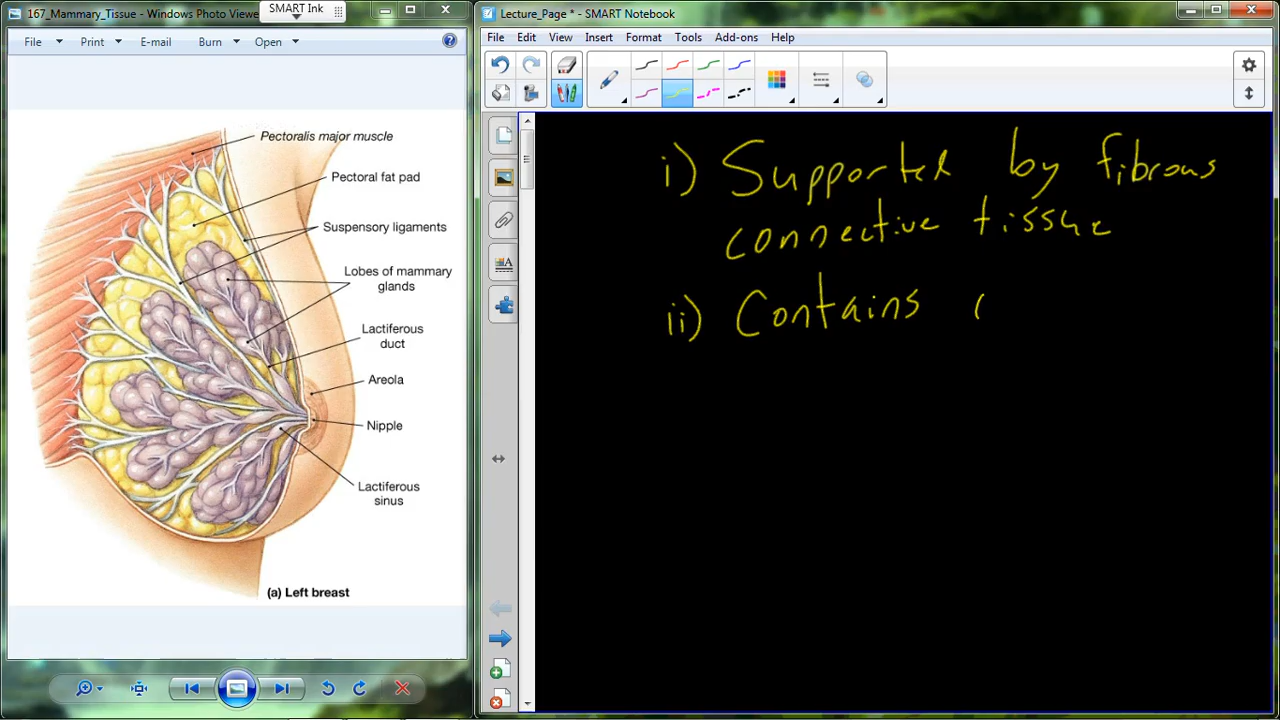 167_Mammary_Tissue - Windows Photo Viewe
SMART Ink
File Print E-mail Burn Open
Pectoralis major muscle
Pectoral fat pad
Suspensory ligaments
Lobes of mammary
glands
Lactiferous
duct
Areola
Nipple
Lactiferous
sinus
(a) Left breast
Lecture_Page * - SMART Notebook
File Edit View Insert Format Tools Add-ons Help
i) Supported by fibrous
connective tissue
ii) Contains